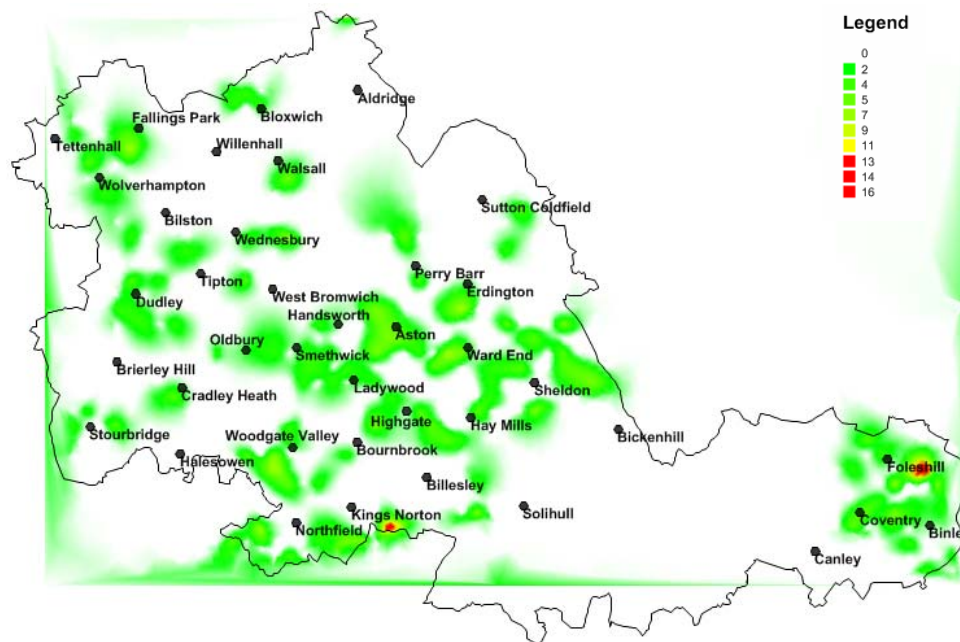 Legend
0
2
4
5
7
9
11
13
14
16
Aldridge
Bloxwich
Fallings Park
Tettenhall
Willenhall
Walsall
Wolverhampton
Sutton Coldfield
Bilston
Wednesbury
Perry Barr
Tipton
Erdington
West Bromwich
Dudley
Handsworth
Aston
Oldbury
Smethwick
Ward End
Brierley Hill
Ladywood
Sheldon
Cradley Heath
Highgate
Hay Mills
Stourbridge
Woodgate Valley
Bournbrook
Bickenhill
Halesowen
Foleshill
Billesley
Kings Norton
Solihull
Coventry
Northfield
Binle
Canley